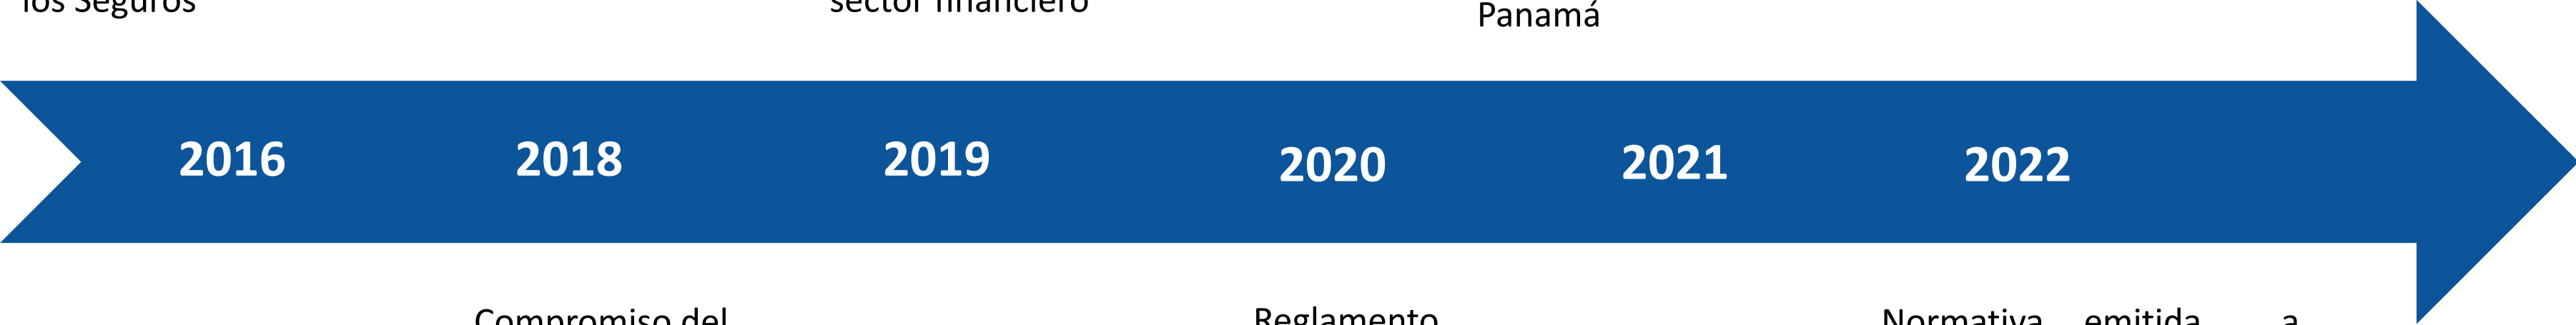 los Seguros
sector financiero
Panamá
2016 2018 2019 2020 2021 2022
Compromiso del
Reglamento
Normativa emitida a